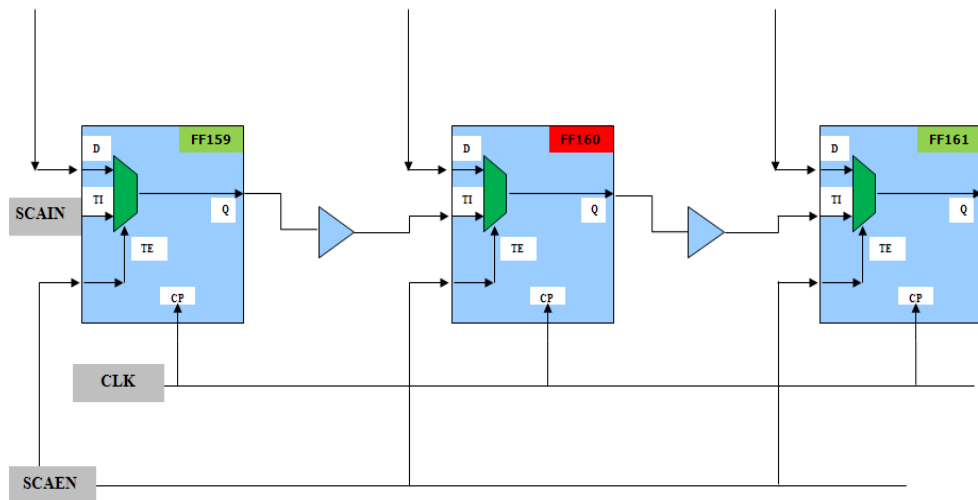 FF159
FF160
FF161
D
D
D
TI
TI
TI
SCAIN
Q
Q
Q
TE
TE
TE
CP
CP
CP
CLK
SCAEN